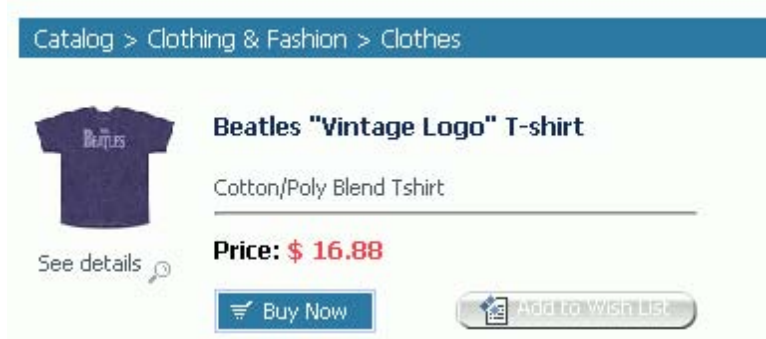 Catalog > Clothing & Fashion > Clothes
BEATLES
Beatles "Vintage Logo" T-shirt
Cotton/Poly Blend Tshirt
Price: $ 16.88
See details
Buy Now
Add to Wish List